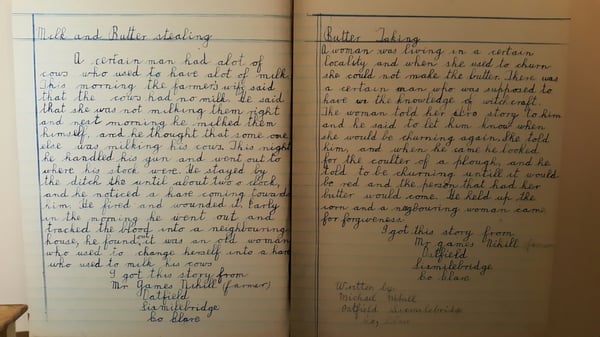 Milk and Butter stealing
A certain man had alot of
cows who used to have alot of milk.
This morning the farmer's wife said
that the cows had no milk. He said
that she was not milking them right
and next morning he milked them
himself, and he thought that some one
else was milking his cows. This night
he handled his gun and went out to
where his stock were. He stayed by
the ditch until about two o'clock,
and he noticed a hare coming towards
him. He fired and wounded it. Early
in the morning he went out and
tracked the blood into a neighbouring
house, he found it was an old woman
who used to change herself into a hare
who used to milk his cows.
I got this story from
Mr James Nihill (farmer)
Oatfield
Sixmilebridge
Co Clare
Butter Taking
A woman was living in a certain
locality and when she used to churn
she could not make the butter. There was
a certain man who was supposed to
have the knowledge of witchcraft.
The woman told her story to him
and he said to let him know when
she would be churning again. She told
him, and when he came he looked
for the coulter of a plough, and he
told to be churning untill it would
be red and the person that had her
butter would come. He held up the
iron and a neighbouring woman came
for forgiveness.
I got this story from
Mr James Nihill farmer
Oatfield
Sixmilebridge
Co Clare
Written by
Michael Nihill
Oatfield Sixmilebridge
Co Clare